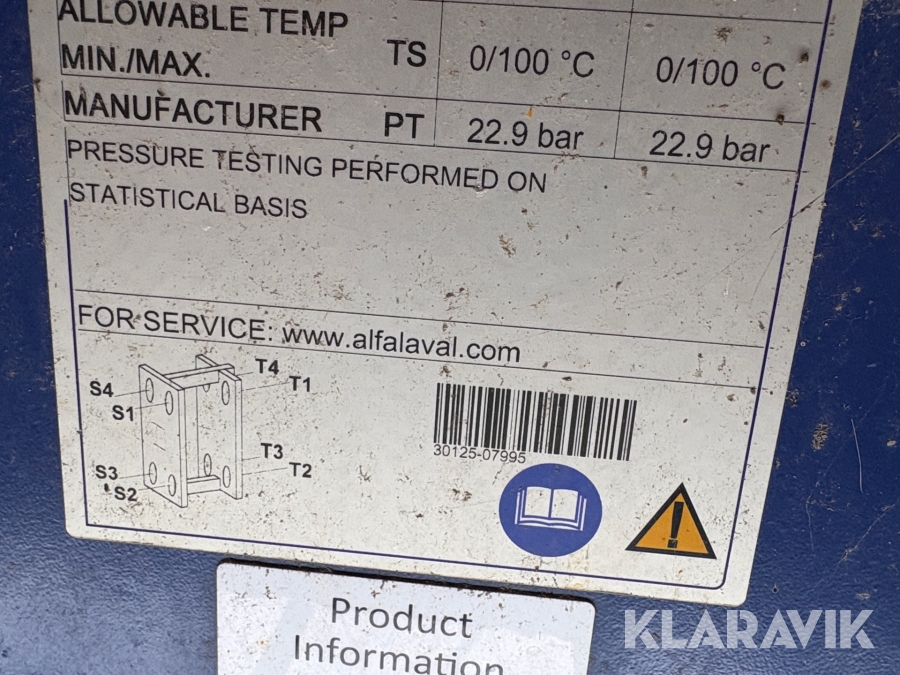 ALLOWABLE TEMP
MIN./MAX. TS 0/100 °C 0/100 °C
MANUFACTURER PT 22.9 bar 22.9 bar
PRESSURE TESTING PERFORMED ON
STATISTICAL BASIS
FOR SERVICE: www.alfalaval.com
T4
S4 T1
S1
30125-07995
T3
S3 T2
S2
Product
Information
KLARAVIK